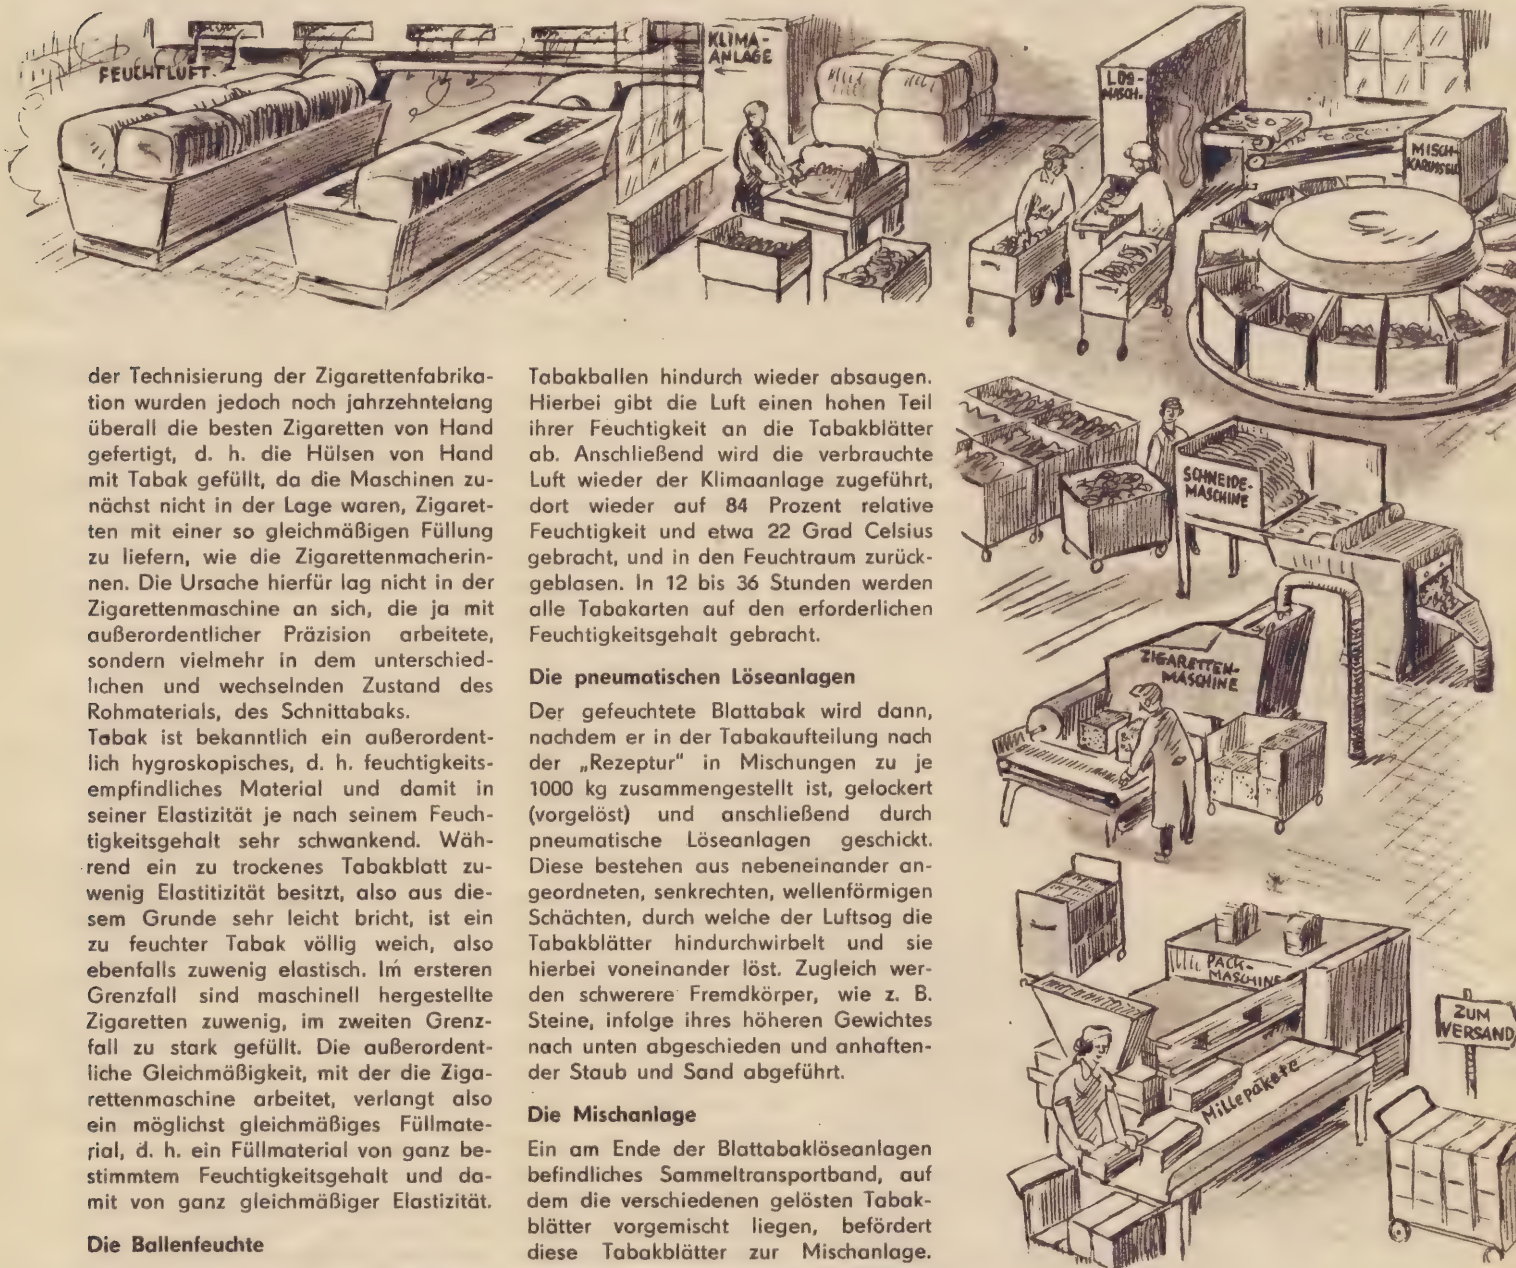 FEUCHTLUFT
KLIMA-
ANLAGE
LÖS-
MASCH.
MISCH-
KARUSSELL
der Technisierung der Zigarettenfabrika-
tion wurden jedoch noch jahrzehntelang
überall die besten Zigaretten von Hand
gefertigt, d. h. die Hülsen von Hand
mit Tabak gefüllt, da die Maschinen zu-
nächst nicht in der Lage waren, Zigaret-
ten mit einer so gleichmäßigen Füllung
zu liefern, wie die Zigarettenmacherin-
nen. Die Ursache hierfür lag nicht in der
Zigarettenmaschine an sich, die ja mit
außerordentlicher Präzision arbeitete,
sondern vielmehr in dem unterschied-
lichen und wechselnden Zustand des
Rohmaterials, des Schnittabaks.
Tabak ist bekanntlich ein außerordent-
lich hygroskopisches, d. h. feuchtigkeits-
empfindliches Material und damit in
seiner Elastizität je nach seinem Feuch-
tigkeitsgehalt sehr schwankend. Wäh-
rend ein zu trockenes Tabakblatt zu-
wenig Elastitizität besitzt, also aus die-
sem Grunde sehr leicht bricht, ist ein
zu feuchter Tabak völlig weich, also
ebenfalls zuwenig elastisch. Im ersteren
Grenzfall sind maschinell hergestellte
Zigaretten zuwenig, im zweiten Grenz-
fall zu stark gefüllt. Die außerordent-
liche Gleichmäßigkeit, mit der die Ziga-
rettenmaschine arbeitet, verlangt also
ein möglichst gleichmäßiges Füllmate-
rial, d. h. ein Füllmaterial von ganz be-
stimmtem Feuchtigkeitsgehalt und da-
mit von ganz gleichmäßiger Elastizität.
Die Ballenfeuchte
Tabakballen hindurch wieder absaugen.
Hierbei gibt die Luft einen hohen Teil
ihrer Feuchtigkeit an die Tabakblätter
ab. Anschließend wird die verbrauchte
Luft wieder der Klimaanlage zugeführt,
dort wieder auf 84 Prozent relative
Feuchtigkeit und etwa 22 Grad Celsius
gebracht, und in den Feuchtraum zurück-
geblasen. In 12 bis 36 Stunden werden
alle Tabakarten auf den erforderlichen
Feuchtigkeitsgehalt gebracht.
Die pneumatischen Löseanlagen
Der gefeuchtete Blattabak wird dann,
nachdem er in der Tabakaufteilung nach
der „Rezeptur" in Mischungen zu je
1000 kg zusammengestellt ist, gelockert
(vorgelöst) und anschließend durch
pneumatische Löseanlagen geschickt.
Diese bestehen aus nebeneinander an-
geordneten, senkrechten, wellenförmigen
Schächten, durch welche der Luftsog die
Tabakblätter hindurchwirbelt und sie
hierbei voneinander löst. Zugleich wer-
den schwerere Fremdkörper, wie z. B.
Steine, infolge ihres höheren Gewichtes
nach unten abgeschieden und anhaften-
der Staub und Sand abgeführt.
Die Mischanlage
Ein am Ende der Blattabaklöseanlagen
befindliches Sammeltransportband, auf
dem die verschiedenen gelösten Tabak-
blätter vorgemischt liegen, befördert
diese Tabakblätter zur Mischanlage.
SCHNEIDE-
MASCHINE
ZIGARETTEN-
MASCHINE
PACK-
MASCHINE
Millepakete
ZUM
VERSAND